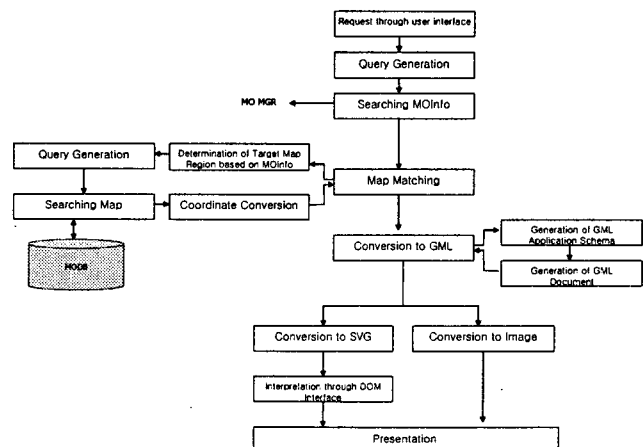 Request through user interface
Query Generation
MO MGR
Searching MOInfo
Query Generation
Determination of Target Map
Region based on MOInfo
Map Matching
Searching Map
Coordinate Conversion
Conversion to GML
Generation of GML
Application Schema
Generation of GML
Document
MODB
Conversion to SVG
Conversion to Image
Interpretation through DOM
Interface
Presentation